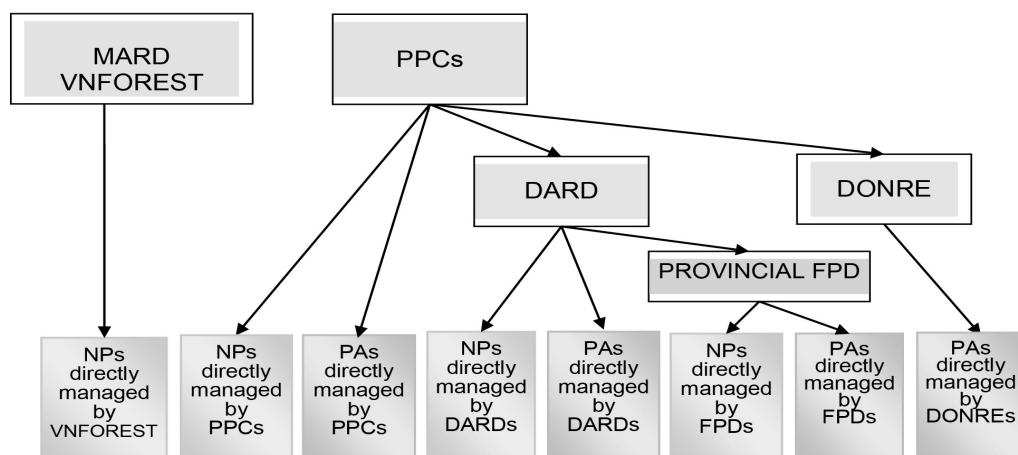 MARD
VNFOREST
PPCs
DARD
DONRE
PROVINCIAL FPD
NPs
directly
managed
by
VNFOREST
NPs
directly
managed
by
PPCs
PAs
directly
managed
by
PPCs
NPs
directly
managed
by
DARDs
PAs
directly
managed
by
DARDs
NPs
directly
managed
by
FPDs
PAs
directly
managed
by
FPDs
PAs
directly
managed
by
DONREs